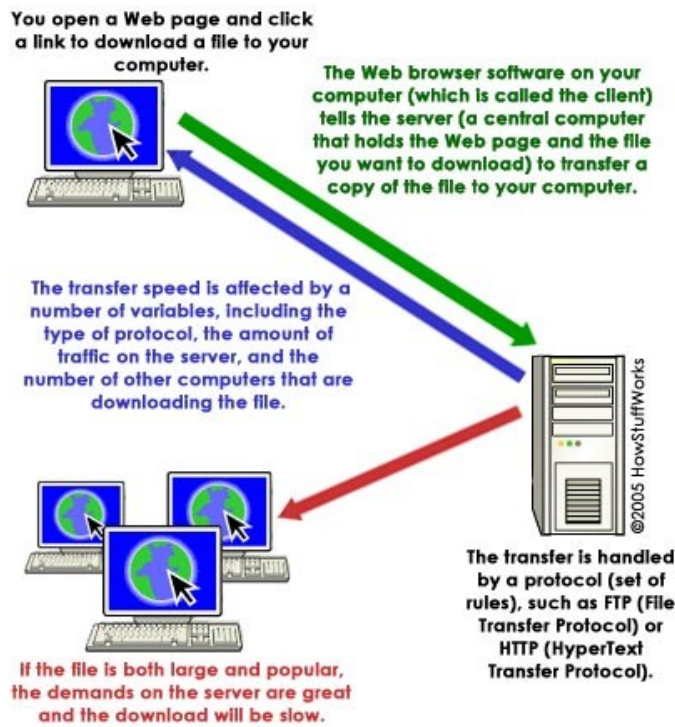 You open a Web page and click
a link to download a file to your
computer.
The Web browser software on your
computer (which is called the client)
tells the server (a central computer
that holds the Web page and the file
you want to download) to transfer a
copy of the file to your computer.
The transfer speed is affected by a
number of variables, including the
type of protocol, the amount of
traffic on the server, and the
number of other computers that are
downloading the file.
©2005 HowStuffWorks
The transfer is handled
by a protocol (set of
rules), such as FTP (File
Transfer Protocol) or
HTTP (HyperText
Transfer Protocol).
If the file is both large and popular,
the demands on the server are great
and the download will be slow.